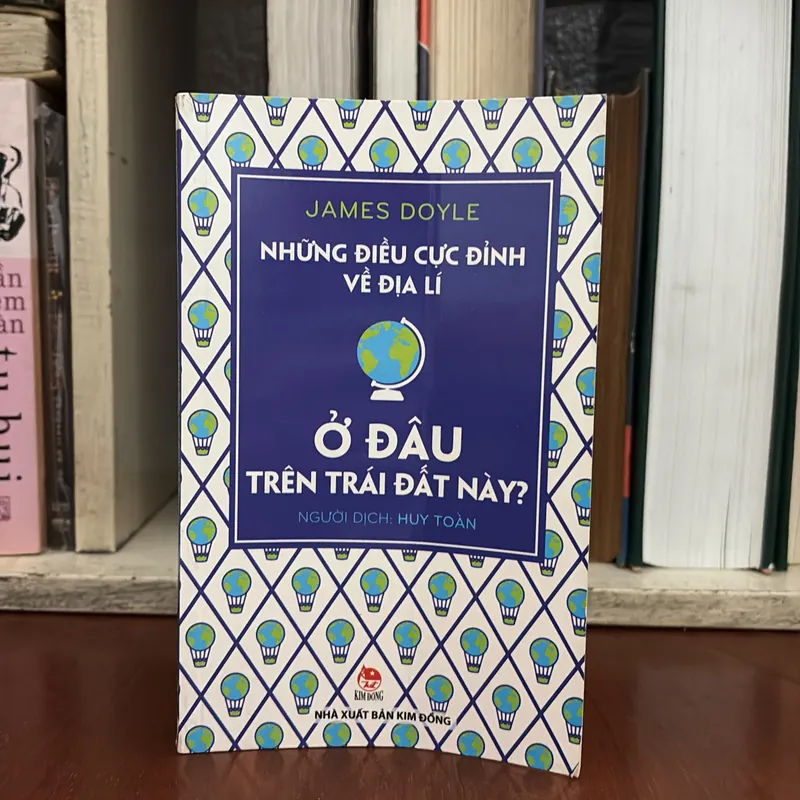 JAMES DOYLE
NHỮNG ĐIỀU CỰC ĐỈNH
VỀ ĐỊA LÍ
Ở ĐÂU
TRÊN TRÁI ĐẤT NÀY?
NGƯỜI DỊCH: HUY TOÀN
KIM ĐỒNG
NHÀ XUẤT BẢN KIM ĐỒNG